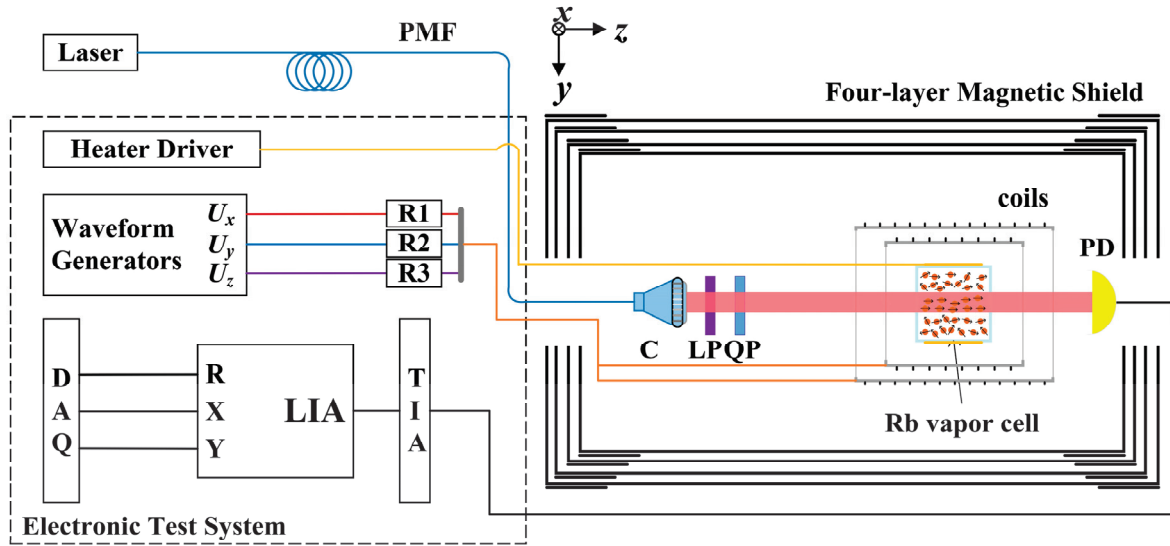 x
z
y
Laser
PMF
Four-layer Magnetic Shield
Heater Driver
Waveform
Generators
Ux
Uy
Uz
R1
R2
R3
coils
PD
C
LP
QP
Rb vapor cell
D
A
Q
R
X
Y
LIA
T
I
A
Electronic Test System